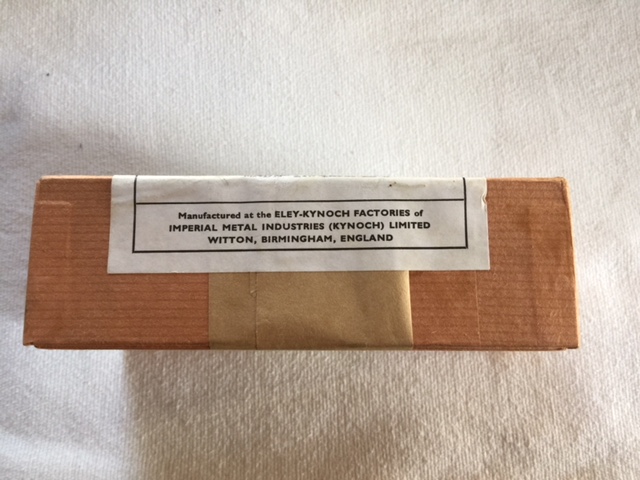 Manufactured at the ELEY-KYNOCH FACTORIES of
IMPERIAL METAL INDUSTRIES (KYNOCH) LIMITED
WITTON, BIRMINGHAM, ENGLAND